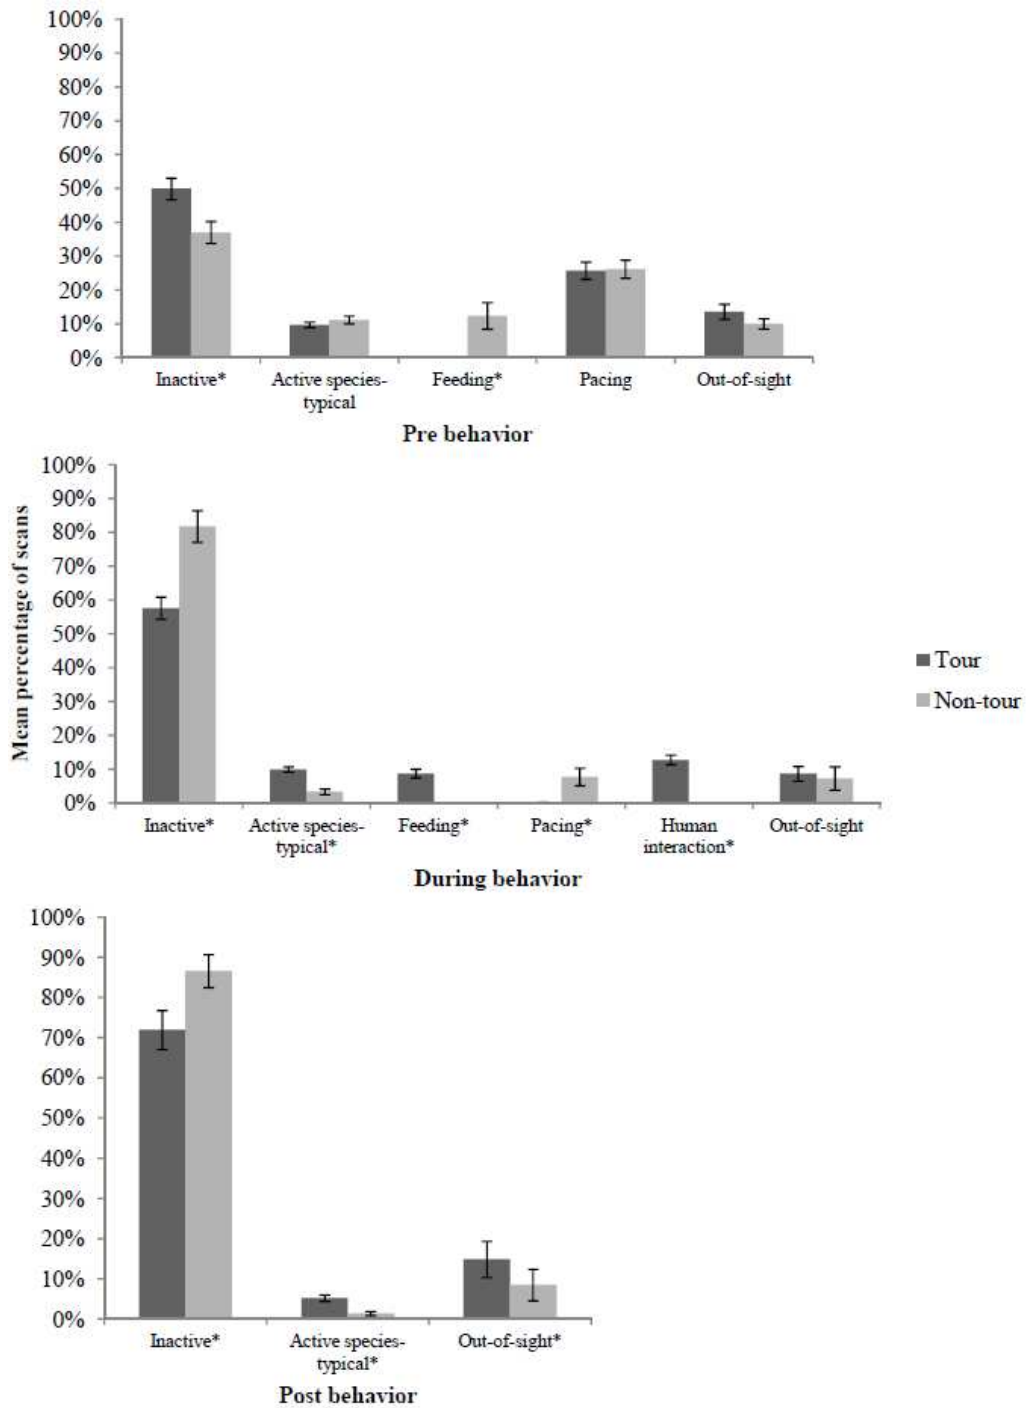 100%
90%
80%
70%
60%
50%
40%
30%
20%
10%
0%
Inactive*
Active species-
typical
Feeding*
Pacing
Out-of-sight
Pre behavior
Mean percentage of scans
100%
90%
80%
70%
60%
50%
40%
30%
20%
10%
0%
Inactive*
Active species-
typical*
Feeding*
Pacing*
Human
interaction*
Out-of-sight
During behavior
Tour
Non-tour
100%
90%
80%
70%
60%
50%
40%
30%
20%
10%
0%
Inactive*
Active species-
typical*
Out-of-sight*
Post behavior